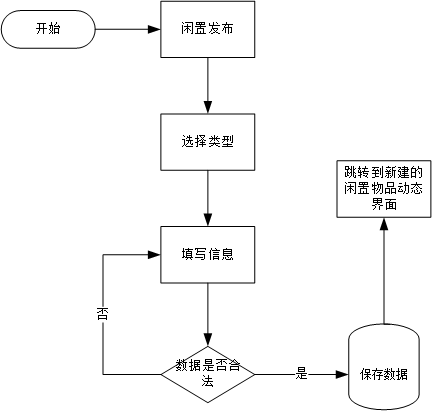 开始
闲置发布
选择类型
跳转到新建的
闲置物品动态
界面
填写信息
否
数据是否合
法
是
保存数据